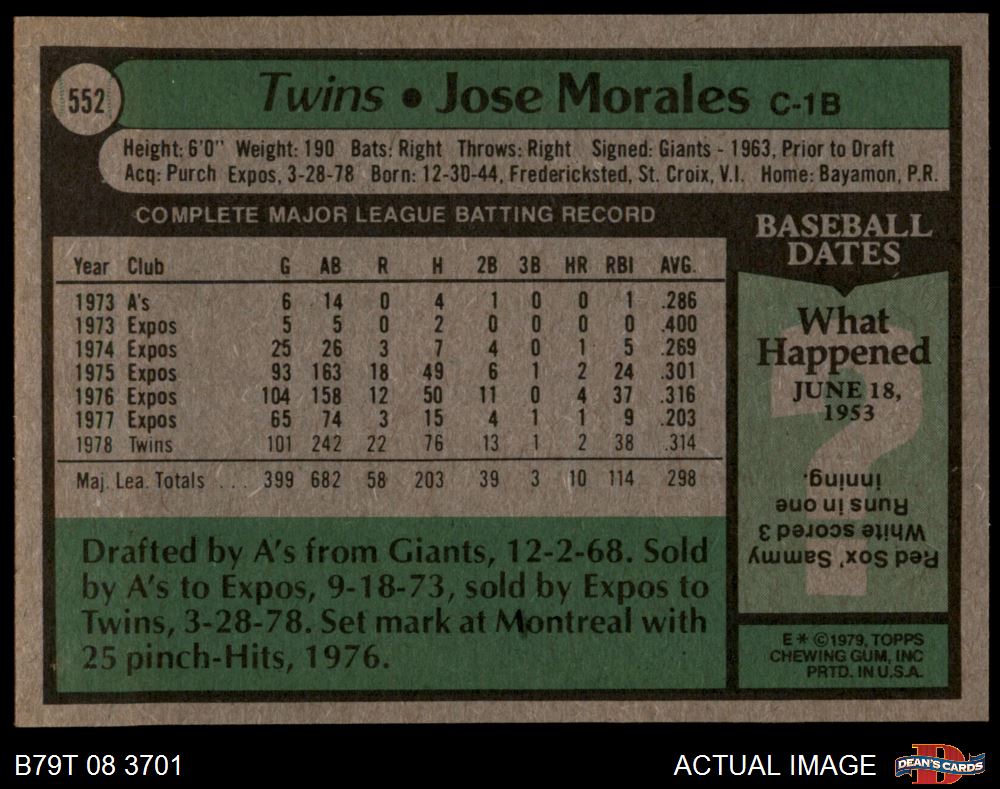 552
Twins • Jose Morales C-1B
Height: 6'0" Weight: 190 Bats: Right Throws: Right Signed: Giants - 1963, Prior to Draft
Acq: Purch Expos, 3-28-78 Born: 12-30-44, Fredericksted, St. Croix, V.I. Home: Bayamon, P.R.
COMPLETE MAJOR LEAGUE BATTING RECORD
Year Club G AB R H 2B 3B HR RBI AVG.
1973 A's 6 14 0 4 1 0 0 1 .286
1973 Expos 5 5 0 2 0 0 0 0 .400
1974 Expos 25 26 3 7 4 0 1 5 .269
1975 Expos 93 163 18 49 6 1 2 24 .301
1976 Expos 104 158 12 50 11 0 4 37 .316
1977 Expos 65 74 3 15 4 1 1 9 .203
1978 Twins 101 242 22 76 13 1 2 38 .314
Maj. Lea. Totals ... 399 682 58 203 39 3 10 114 298
Drafted by A's from Giants, 12-2-68. Sold
by A's to Expos, 9-18-73, sold by Expos to
Twins, 3-28-78. Set mark at Montreal with
25 pinch-Hits, 1976.
BASEBALL
DATES
What
Happened
JUNE 18,
1953
?
Red Sox' Sammy
White scored 3
Runs in one
inning.
E * ©1979, TOPPS
CHEWING GUM, INC
PRTD. IN U.S.A.
B79T 08 3701
ACTUAL IMAGE
D
DEAN'S CARDS